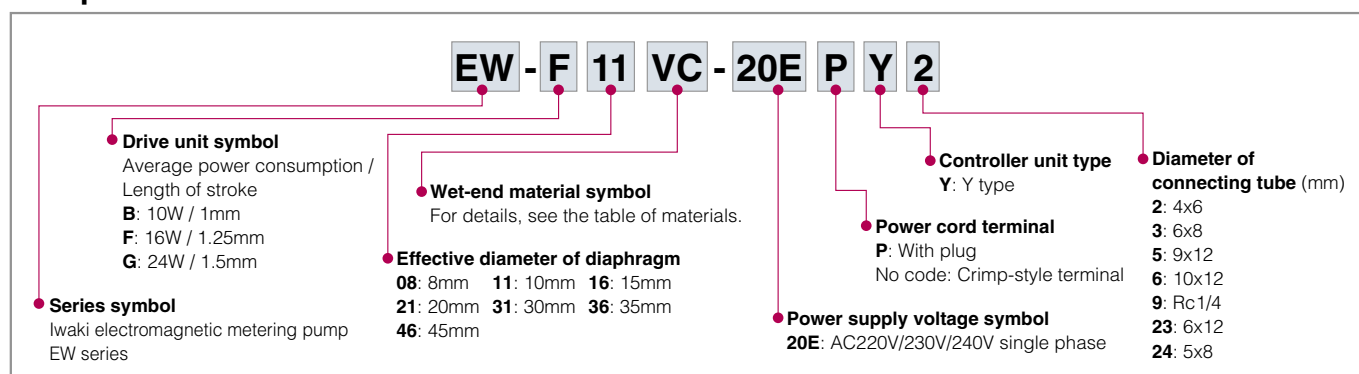 EW - F 11 VC - 20E P Y 2
Drive unit symbol
Average power consumption /
Length of stroke
B: 10W / 1mm
F: 16W / 1.25mm
G: 24W / 1.5mm
Series symbol
Iwaki electromagnetic metering pump
EW series
Wet-end material symbol
For details, see the table of materials.
Effective diameter of diaphragm
08: 8mm 11: 10mm 16: 15mm
21: 20mm 31: 30mm 36: 35mm
46: 45mm
Controller unit type
Y: Y type
Power cord terminal
P: With plug
No code: Crimp-style terminal
Power supply voltage symbol
20E: AC220V/230V/240V single phase
Diameter of
connecting tube (mm)
2: 4x6
3: 6x8
5: 9x12
6: 10x12
9: Rc1/4
23: 6x12
24: 5x8